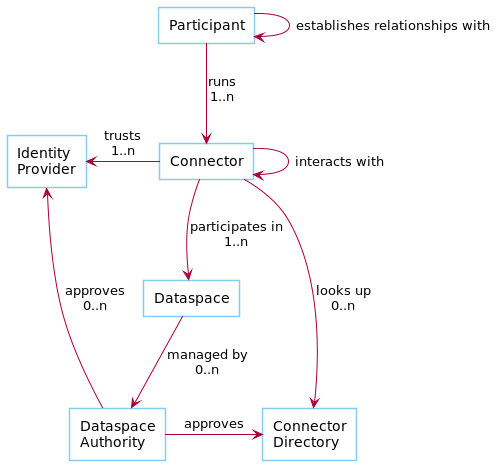 Participant
establishes relationships with
runs
1..n
trusts
1..n
Identity
Provider
Connector
interacts with
participates in
1..n
approves
0..n
Dataspace
looks up
0..n
managed by
0..n
Dataspace
Authority
approves
Connector
Directory